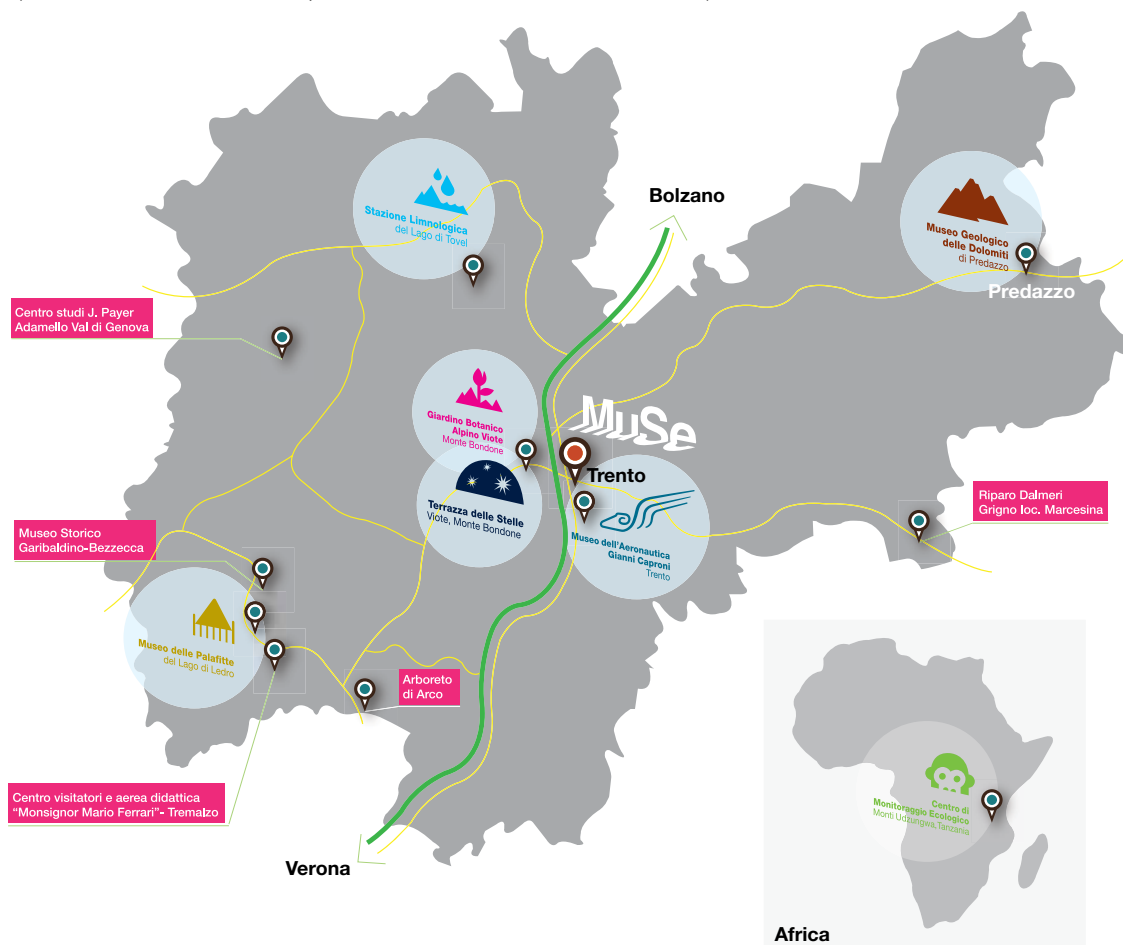 Bolzano
Stazione Limnologica
del Lago di Tovel
Museo Geologico
delle Dolomiti
di Predazzo
Predazzo
Centro studi J. Payer
Adamello Val di Genova
Giardino Botanico
Alpino Viote
Monte Bondone
MuSe
Trento
Terrazza delle Stelle
Viote, Monte Bondone
Museo dell'Aeronautica
Gianni Caproni
Trento
Riparo Dalmeri
Grigno loc. Marcesina
Museo Storico
Garibaldino-Bezzecca
Museo delle Palafitte
del Lago di Ledro
Arboreto
di Arco
Centro visitatori e aerea didattica
“Monsignor Mario Ferrari”- Tremalzo
Verona
Centro di
Monitoraggio Ecologico
Monti Udzungwa,Tanzania
Africa